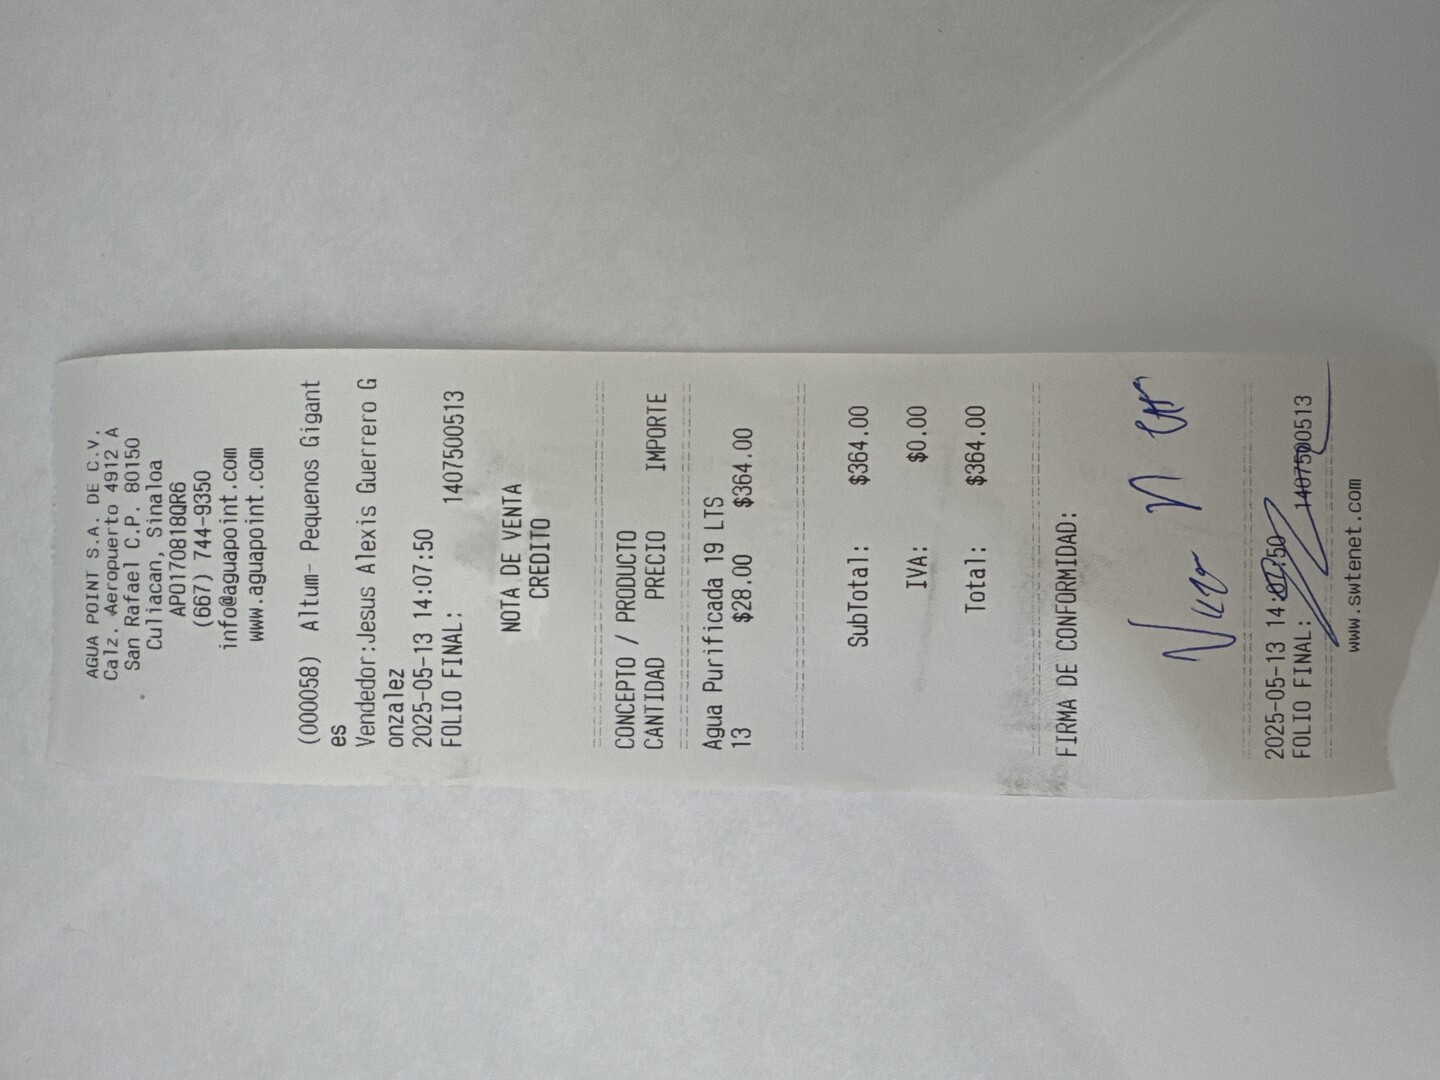 AGUA POINT S.A. DE C.V.
Calz. Aeropuerto 4912 A
San Rafael C.P. 80150
Culiacan, Sinaloa
APO170818QR6
(667) 744-9350
info@aguapoint.com
www.aguapoint.com
(000058) Altum- Pequenos Gigant
es
Vendedor:Jesus Alexis Guerrero G
onzalez
2025-05-13 14:07:50
FOLIO FINAL: 1407500513
NOTA DE VENTA
CREDITO
CONCEPTO / PRODUCTO
CANTIDAD PRECIO IMPORTE
Agua Purificada 19 LTS
13 $28.00 $364.00
SubTotal: $364.00
IVA: $0.00
Total: $364.00
FIRMA DE CONFORMIDAD:
2025-05-13 14:07:50
FOLIO FINAL: 1407500513
www.swtenet.com